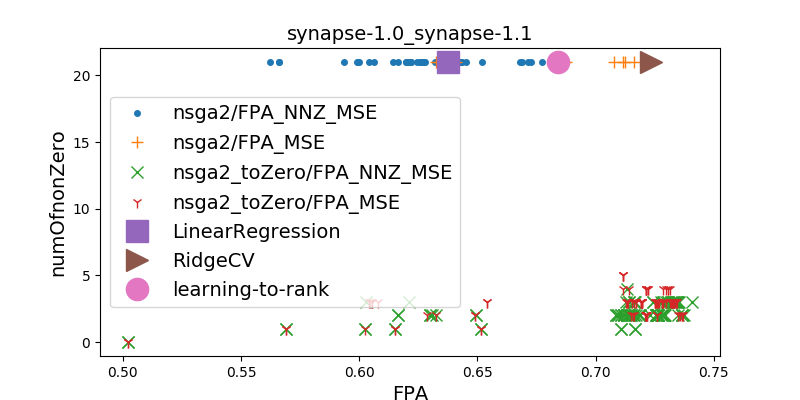 synapse-1.0_synapse-1.1
numOfnonZero
20
15
10
5
0
nsga2/FPA_NNZ_MSE
nsga2/FPA_MSE
nsga2_toZero/FPA_NNZ_MSE
nsga2_toZero/FPA_MSE
LinearRegression
RidgeCV
learning-to-rank
0.50 0.55 0.60 0.65 0.70 0.75
FPA